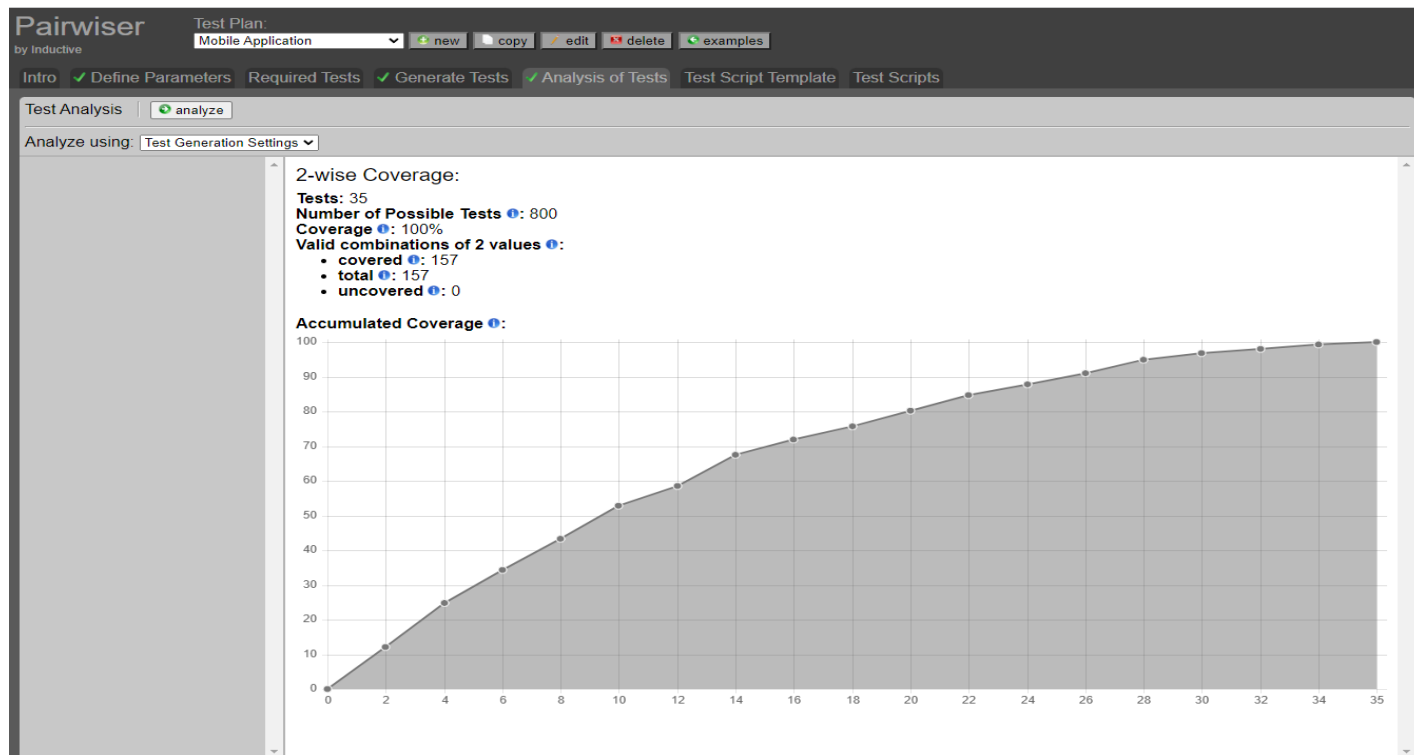 Pairwiser
by Inductive
Test Plan:
Mobile Application new copy edit delete examples
Intro Define Parameters Required Tests Generate Tests Analysis of Tests Test Script Template Test Scripts
Test Analysis analyze
Analyze using: Test Generation Settings
2-wise Coverage:
Tests: 35
Number of Possible Tests : 800
Coverage : 100%
Valid combinations of 2 values :
• covered : 157
• total : 157
• uncovered : 0
Accumulated Coverage :
100
90
80
70
60
50
40
30
20
10
0
0 2 4 6 8 10 12 14 16 18 20 22 24 26 28 30 32 34 35